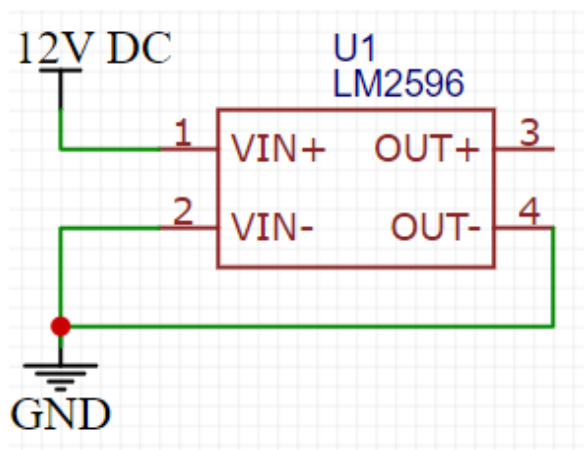 12V DC
U1
LM2596
1 VIN+ OUT+ 3
2 VIN- OUT- 4
GND